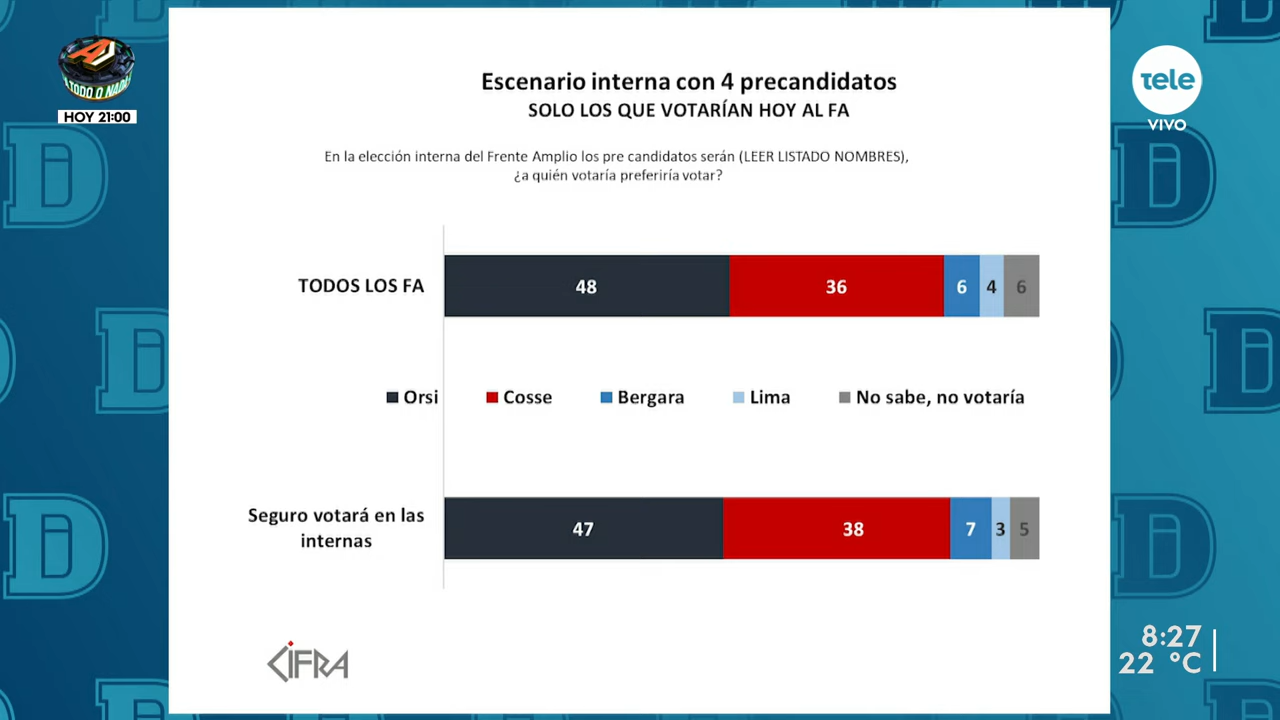 A TODO O NADA
HOY 21:00
tele
VIVO
Escenario interna con 4 precandidatos
SOLO LOS QUE VOTARÍAN HOY AL FA
En la elección interna del Frente Amplio los pre candidatos serán (LEER LISTADO NOMBRES),
¿a quién votaría preferiría votar?
TODOS LOS FA
48 36 6 4 6
Orsi Cosse Bergara Lima No sabe, no votaría
Seguro votará en las
internas
47 38 7 3 5
CIFRA
8:27
22 °C